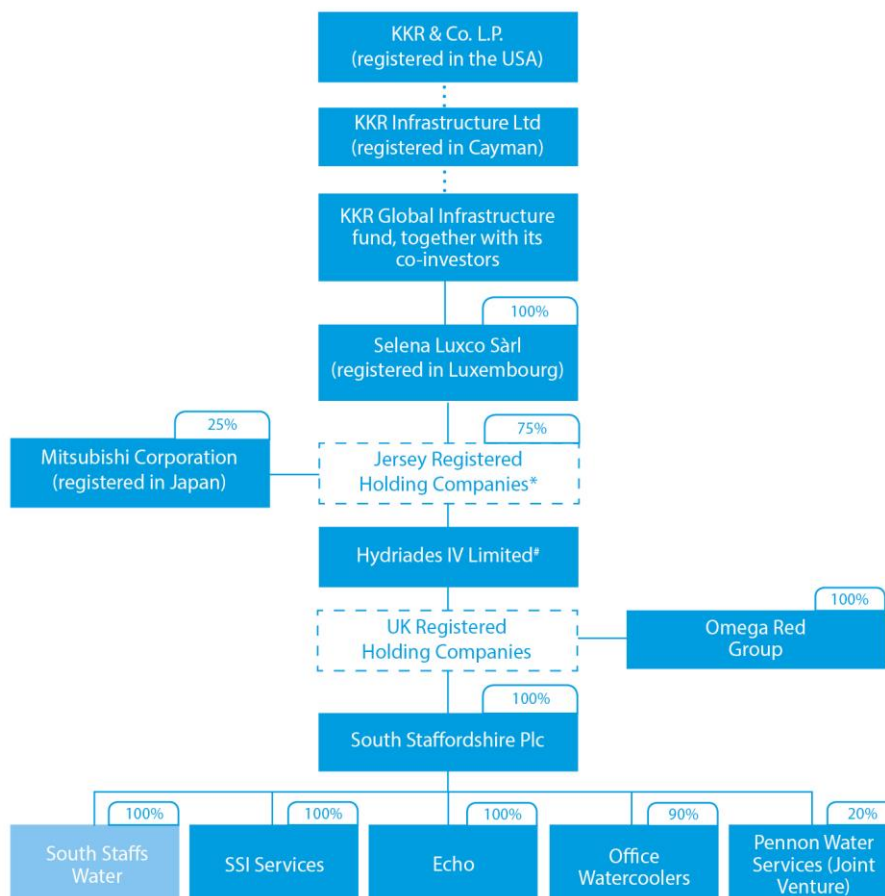 KKR & Co. L.P.
(registered in the USA)
KKR Infrastructure Ltd
(registered in Cayman)
KKR Global Infrastructure
fund, together with its
co-investors
100%
Selena Luxco Sàrl
(registered in Luxembourg)
25%
Mitsubishi Corporation
(registered in Japan)
75%
Jersey Registered
Holding Companies*
Hydriades IV Limited#
UK Registered
Holding Companies
100%
Omega Red
Group
100%
South Staffordshire Plc
100%
South Staffs
Water
100%
SSI Services
100%
Echo
90%
Office
Watercoolers
20%
Pennon Water
Services (Joint
Venture)